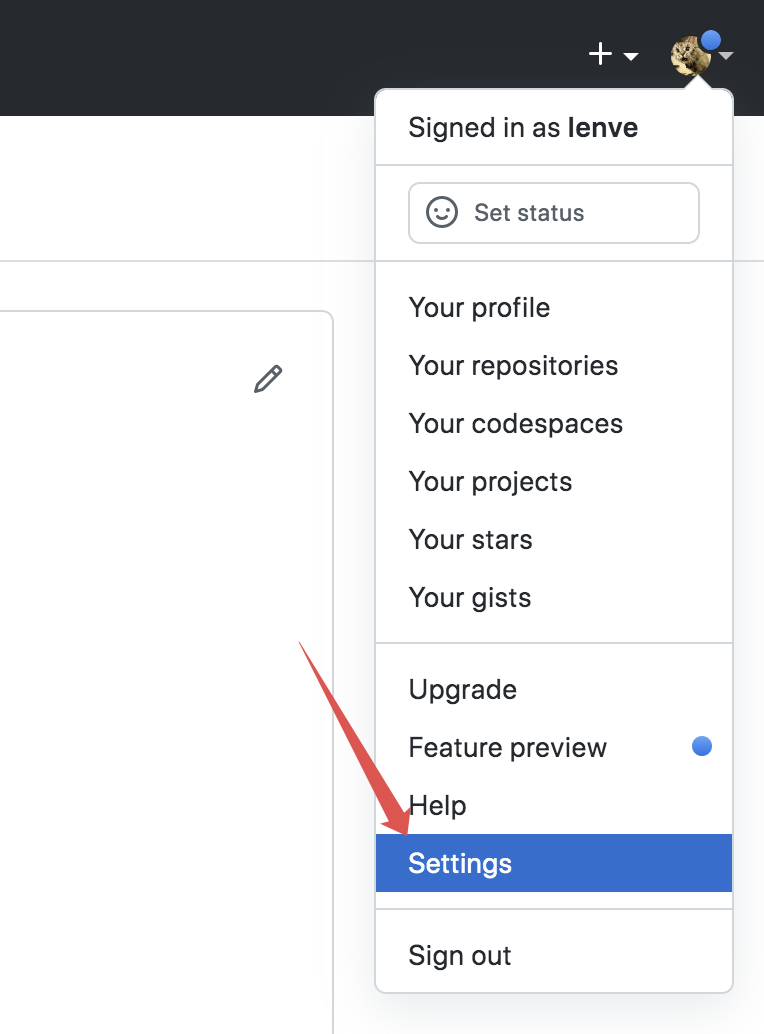 Signed in as lenve
Set status
Your profile
Your repositories
Your codespaces
Your projects
Your stars
Your gists
Upgrade
Feature preview
Help
Settings
Sign out